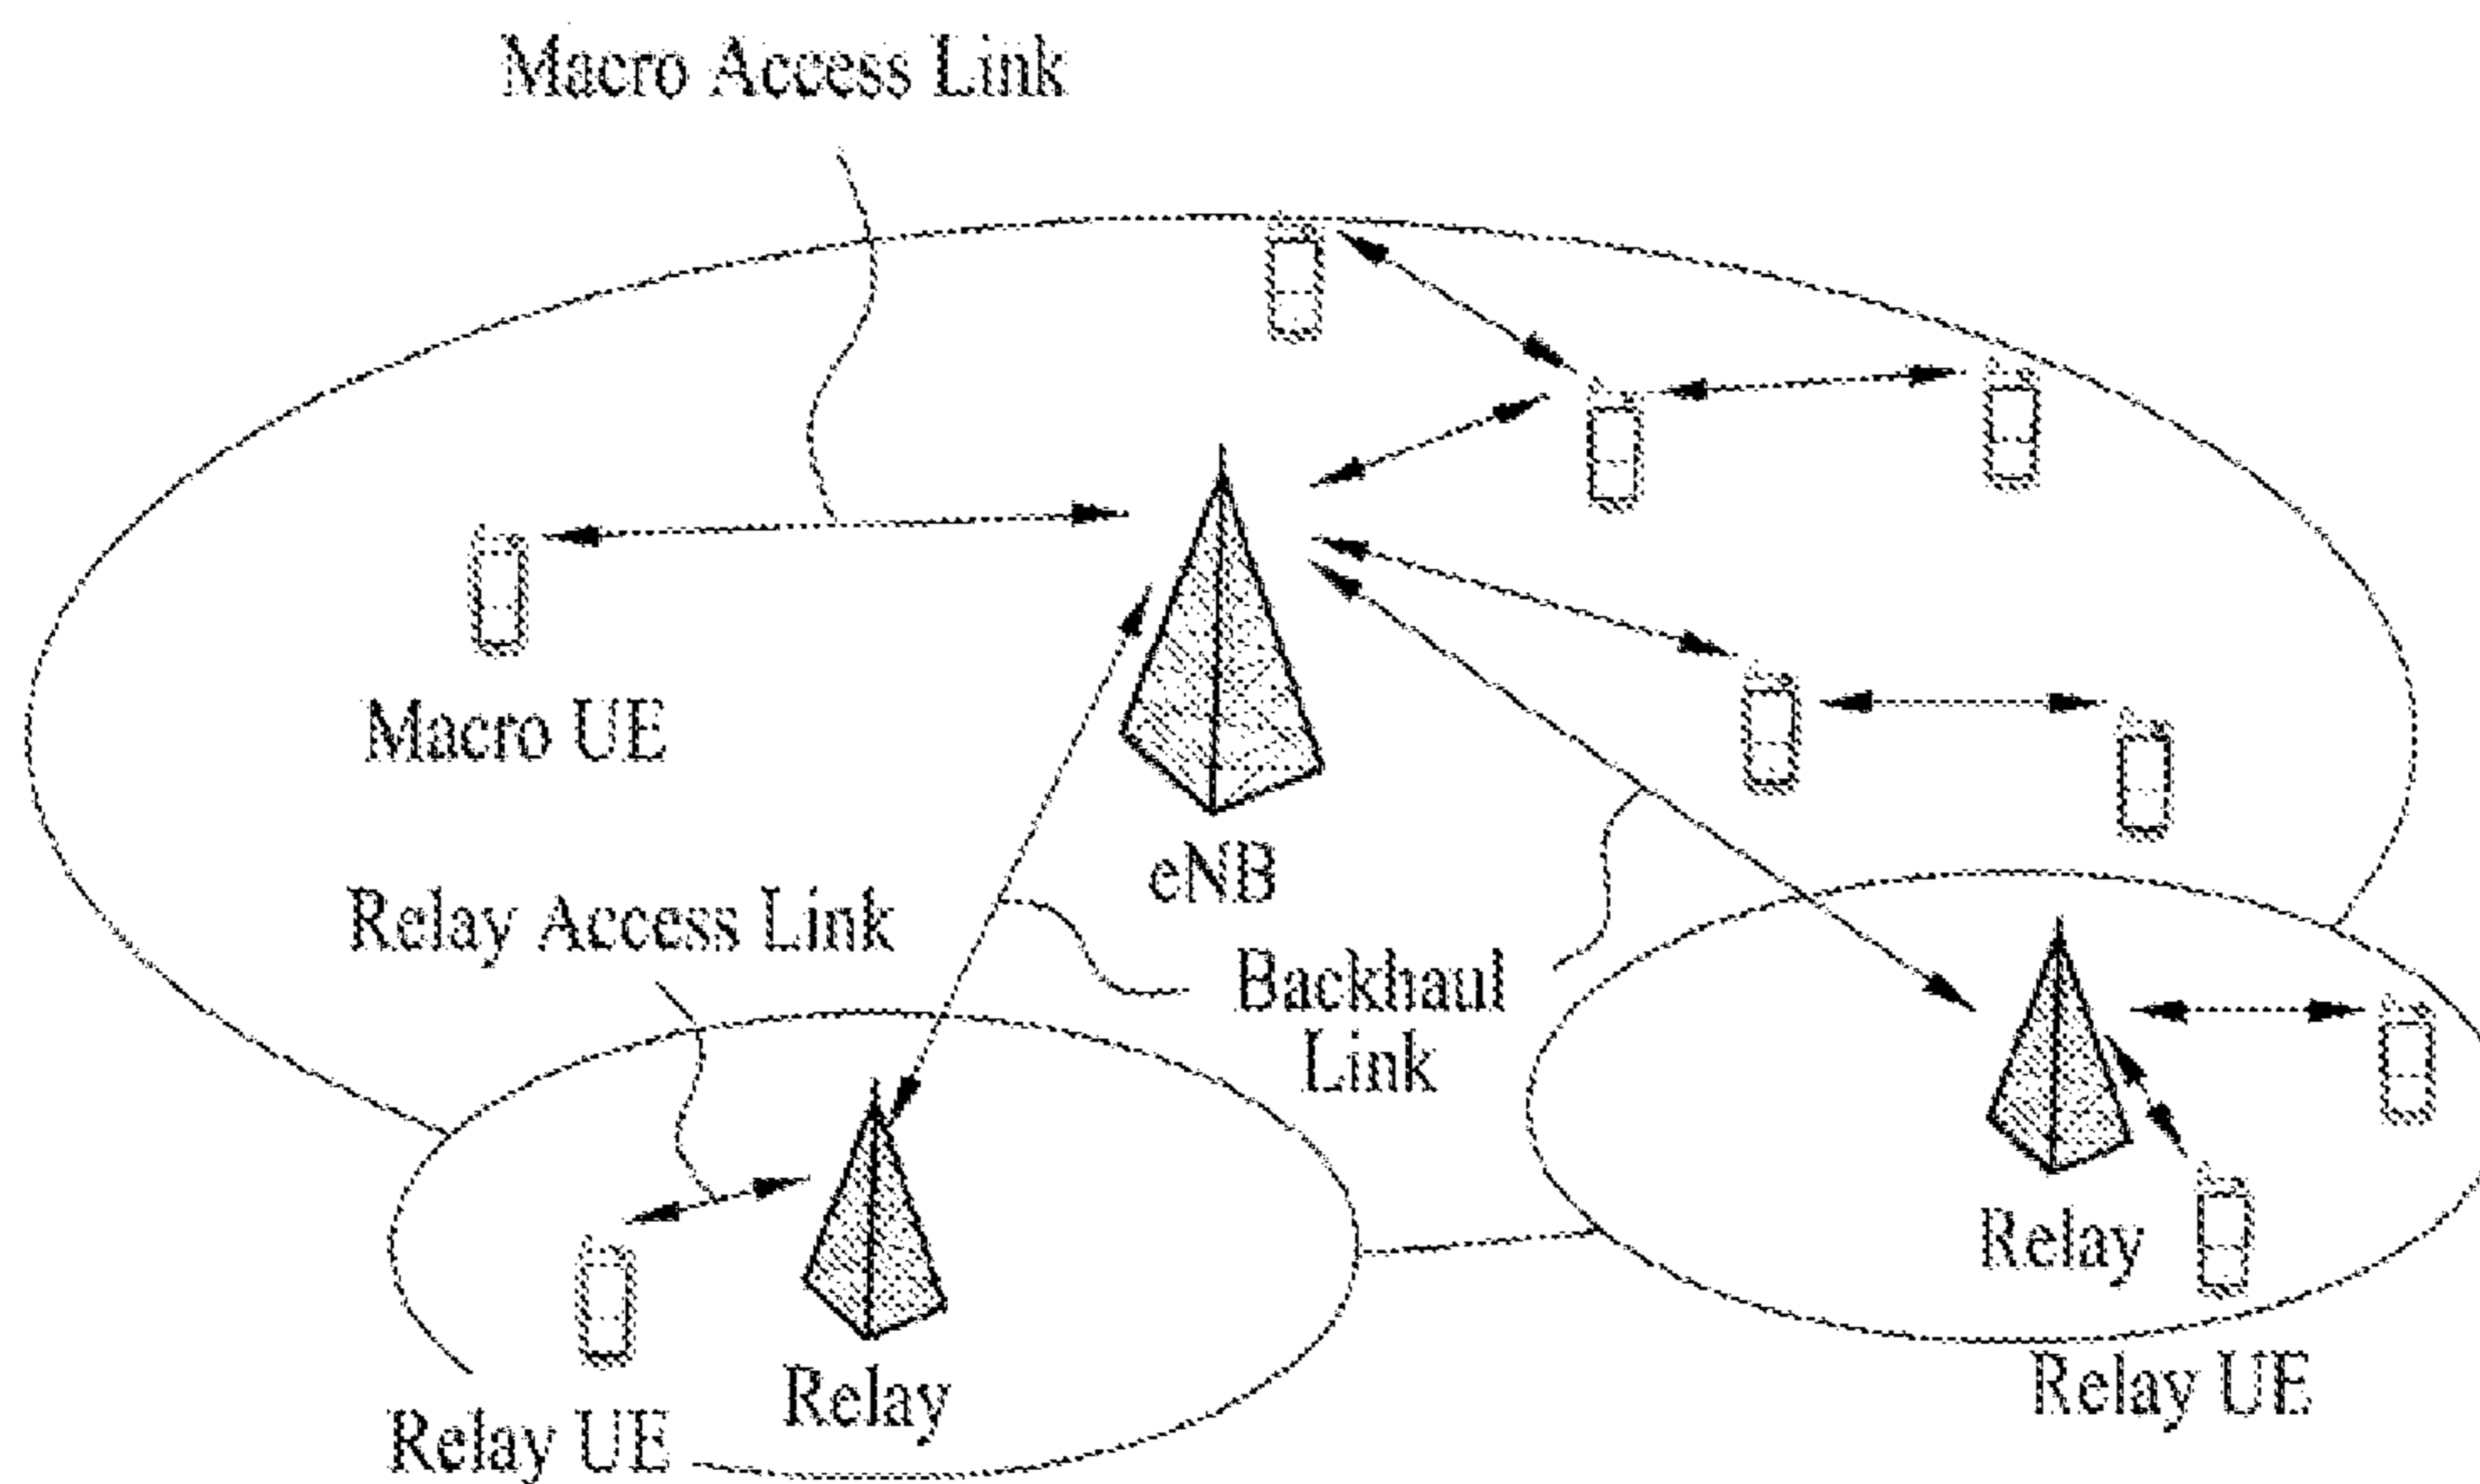 Macro Access Link
Macro UE
eNB
Relay Access Link
Backhaul
Link
Relay
Relay UE
Relay
Relay UE